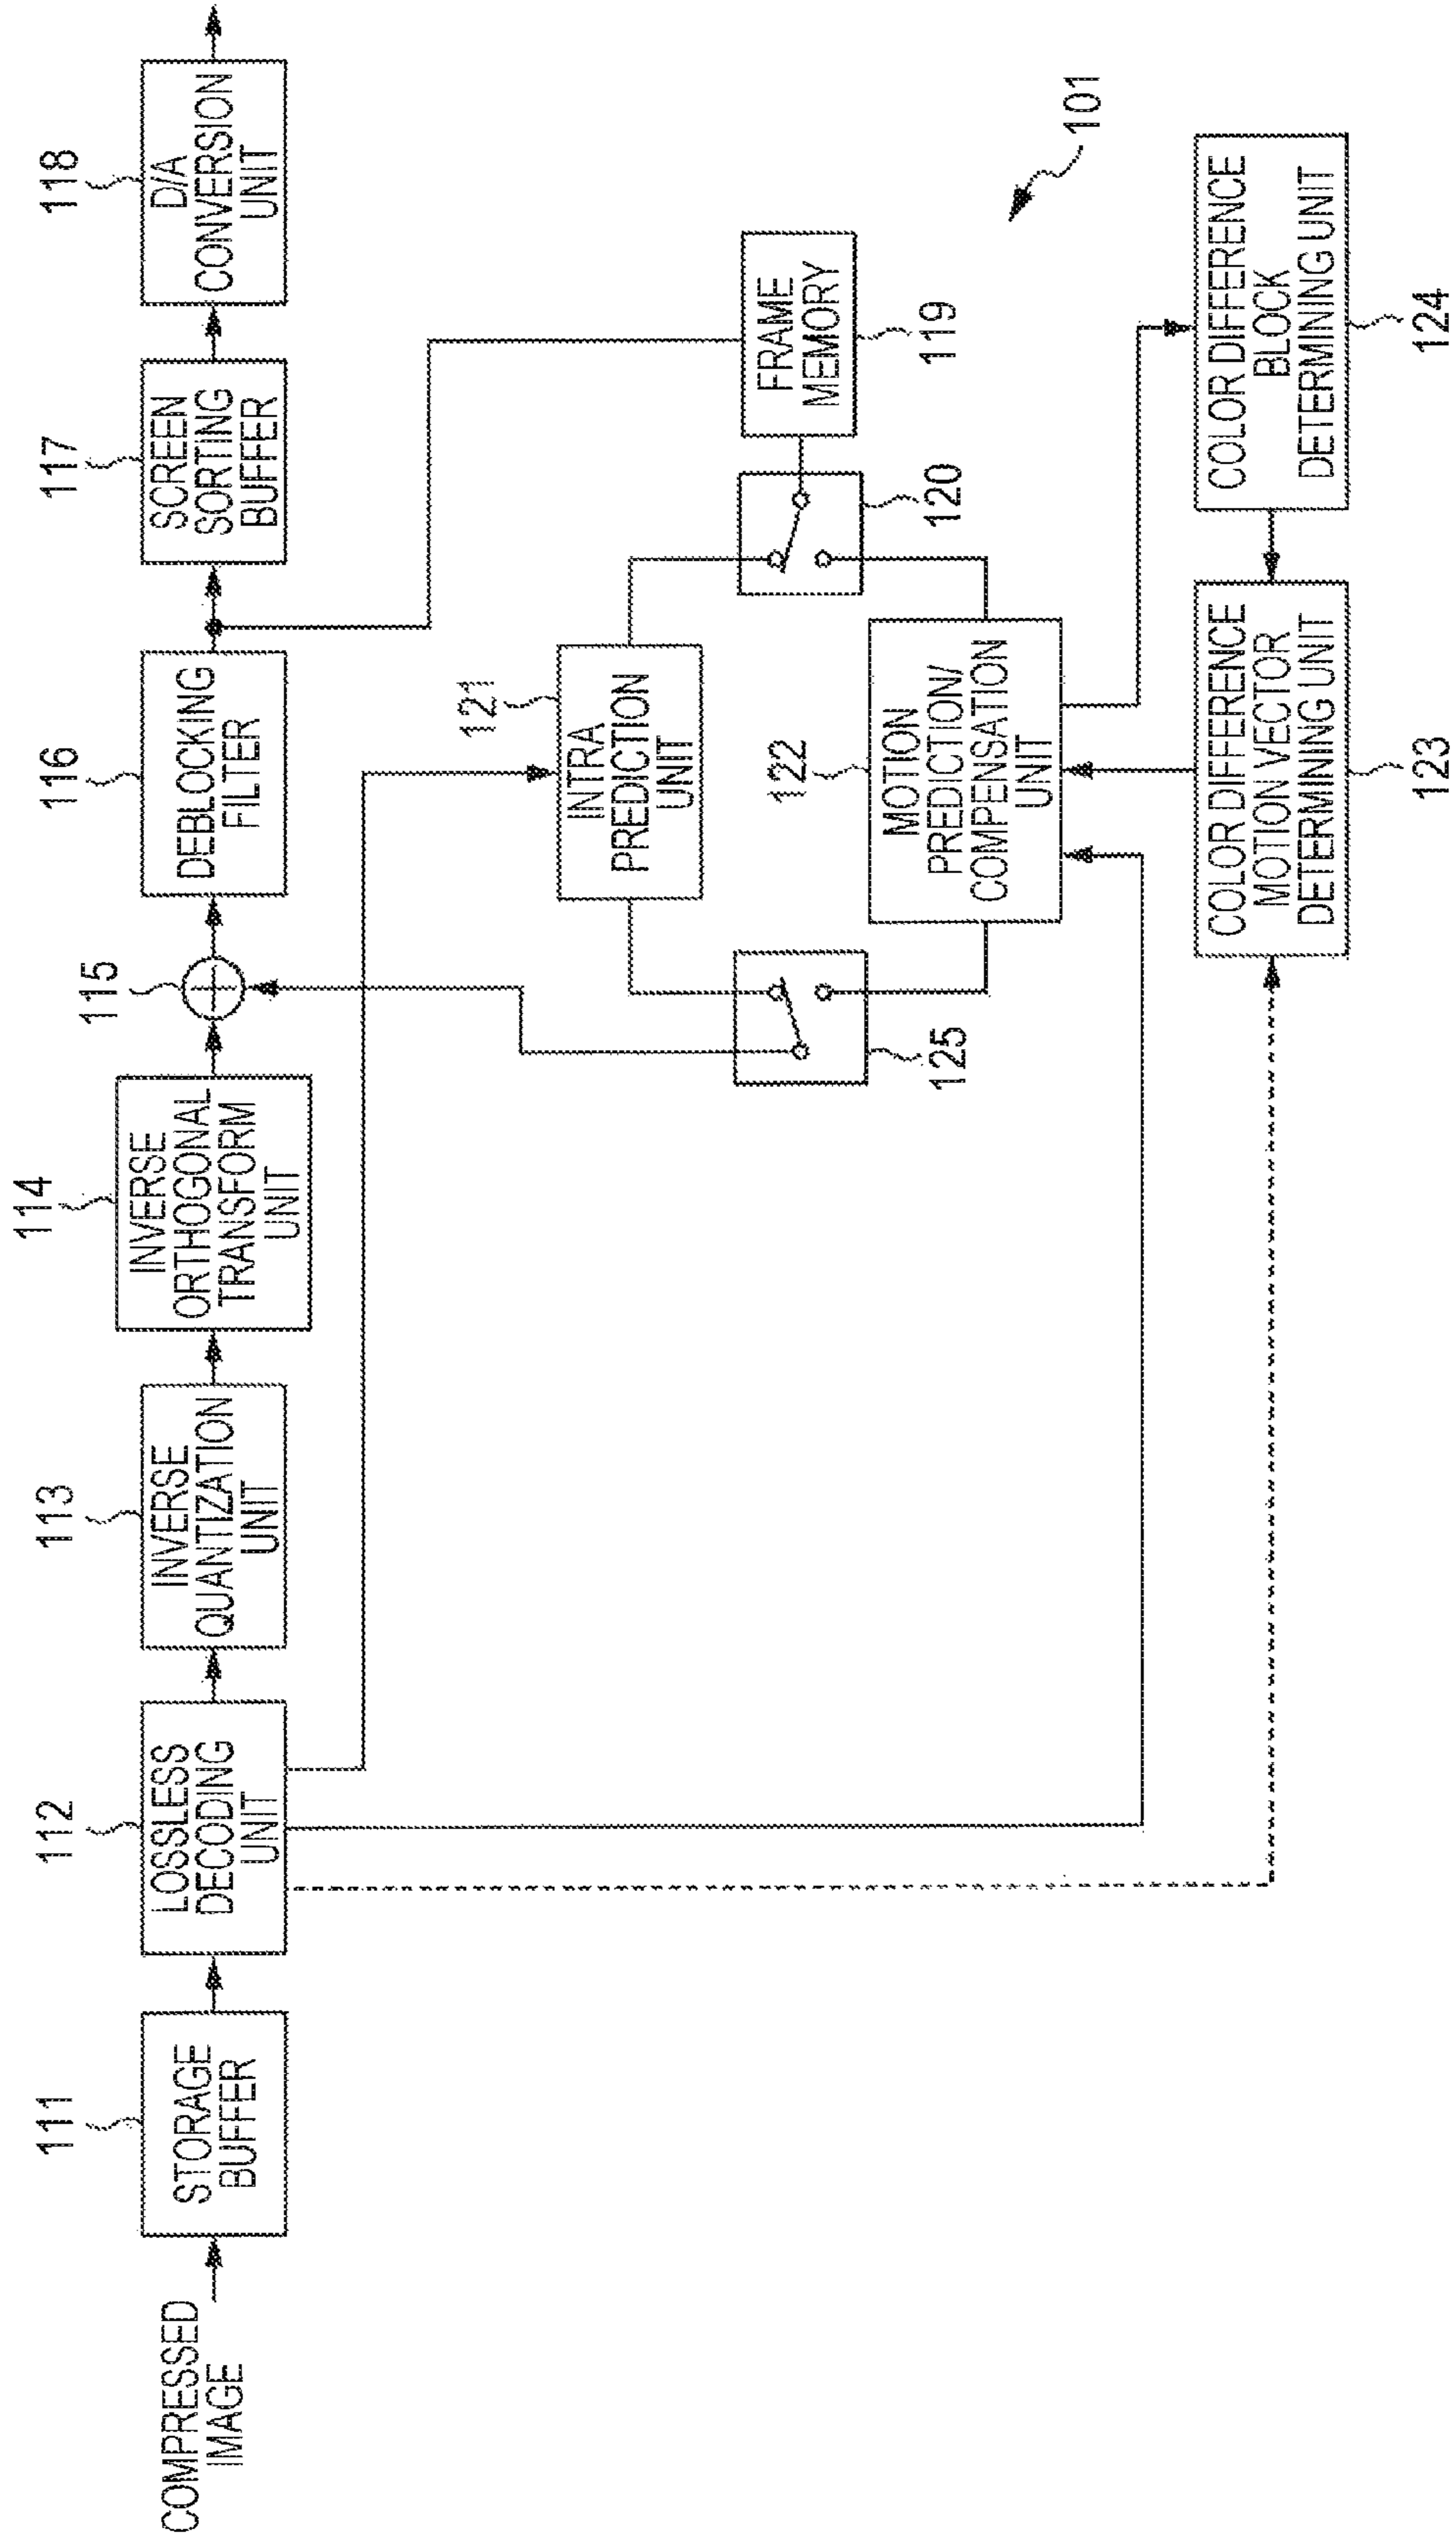 COMPRESSED
IMAGE
111
STORAGE
BUFFER
112
LOSSLESS
DECODING
UNIT
113
INVERSE
QUANTIZATION
UNIT
114
INVERSE
ORTHOGONAL
TRANSFORM
UNIT
115
116
DEBLOCKING
FILTER
117
SCREEN
SORTING
BUFFER
118
D/A
CONVERSION
UNIT
121
INTRA
PREDICTION
UNIT
FRAME
MEMORY
119
120
125
122
MOTION
PREDICTION/
COMPENSATION
UNIT
101
COLOR DIFFERENCE
MOTION VECTOR
DETERMINING UNIT
123
COLOR DIFFERENCE
BLOCK
DETERMINING UNIT
124